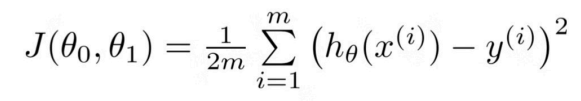 J(θ₀, θ₁) = 1/2m ∑ᵢ₌₁ᵐ (h_θ(x⁽ⁱ⁾) − y⁽ⁱ⁾)²